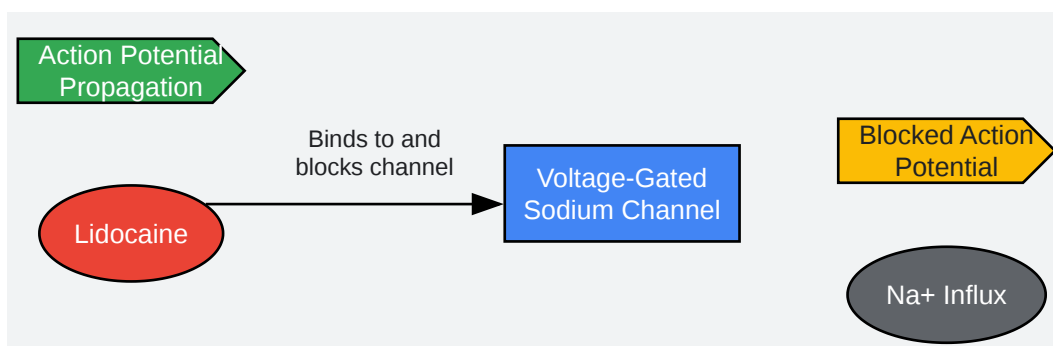 Action Potential
Propagation
Binds to and
blocks channel
Lidocaine
Voltage-Gated
Sodium Channel
Blocked Action
Potential
Na+ Influx